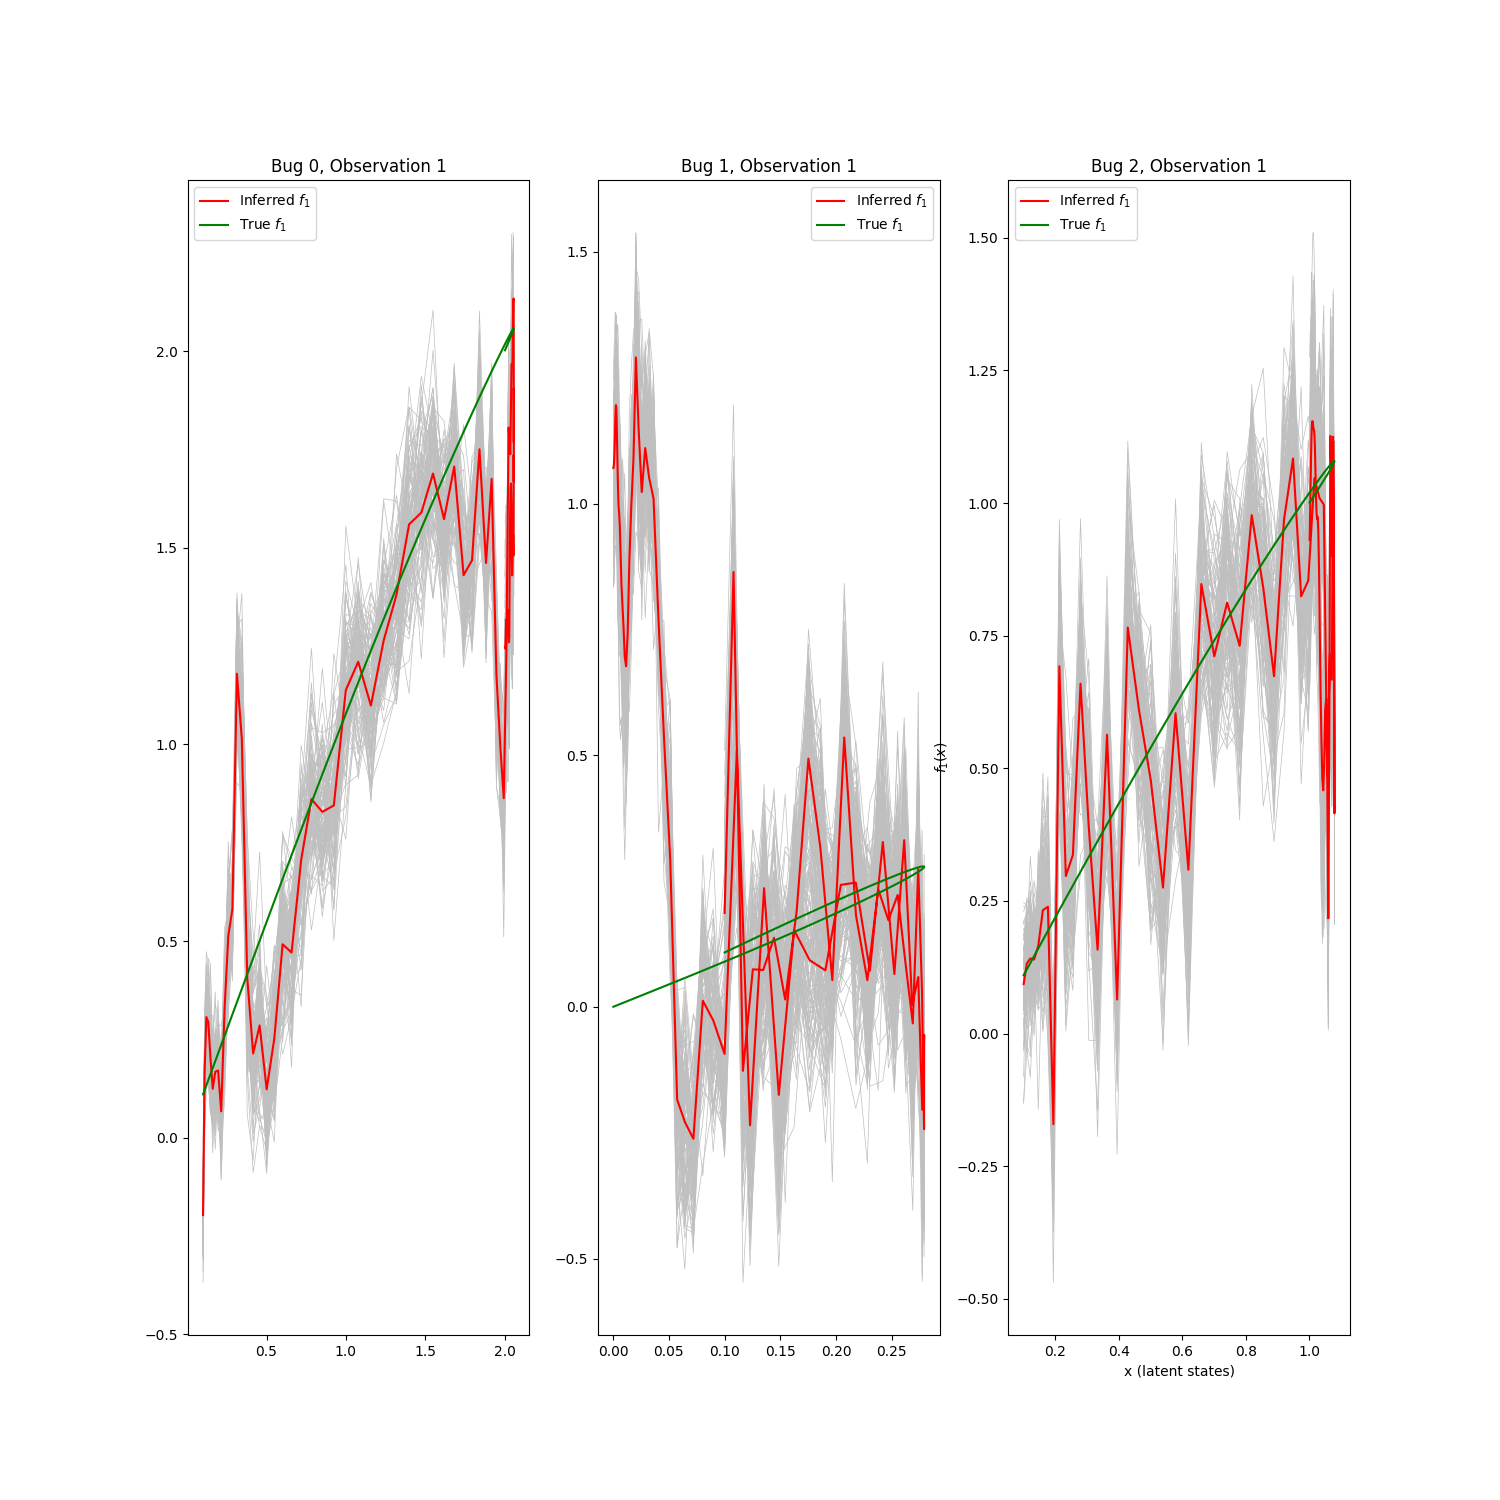 Bug 0, Observation 1
Inferred f₁
True f₁
2.0
1.5
1.0
0.5
0.0
−0.5
0.5 1.0 1.5 2.0
Bug 1, Observation 1
Inferred f₁
True f₁
1.5
1.0
0.5
0.0
−0.5
0.00 0.05 0.10 0.15 0.20 0.25
Bug 2, Observation 1
Inferred f₁
True f₁
f₁(x)
1.50
1.25
1.00
0.75
0.50
0.25
0.00
−0.25
−0.50
0.2 0.4 0.6 0.8 1.0
x (latent states)